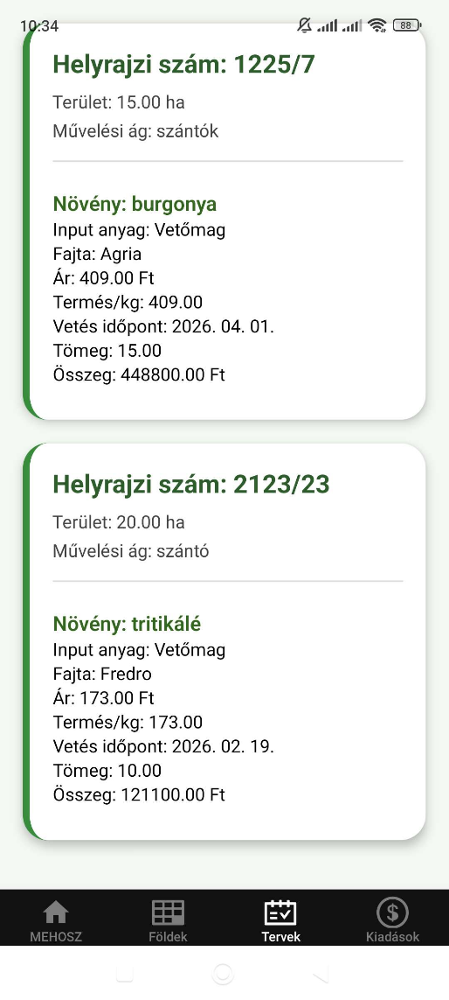 10:34
88
Helyrajzi szám: 1225/7
Terület: 15.00 ha
Művelési ág: szántók
Növény: burgonya
Input anyag: Vetőmag
Fajta: Agria
Ár: 409.00 Ft
Termés/kg: 409.00
Vetés időpont: 2026. 04. 01.
Tömeg: 15.00
Összeg: 448800.00 Ft
Helyrajzi szám: 2123/23
Terület: 20.00 ha
Művelési ág: szántó
Növény: tritikálé
Input anyag: Vetőmag
Fajta: Fredro
Ár: 173.00 Ft
Termés/kg: 173.00
Vetés időpont: 2026. 02. 19.
Tömeg: 10.00
Összeg: 121100.00 Ft
MEHOSZ Földek Tervek Kiadások